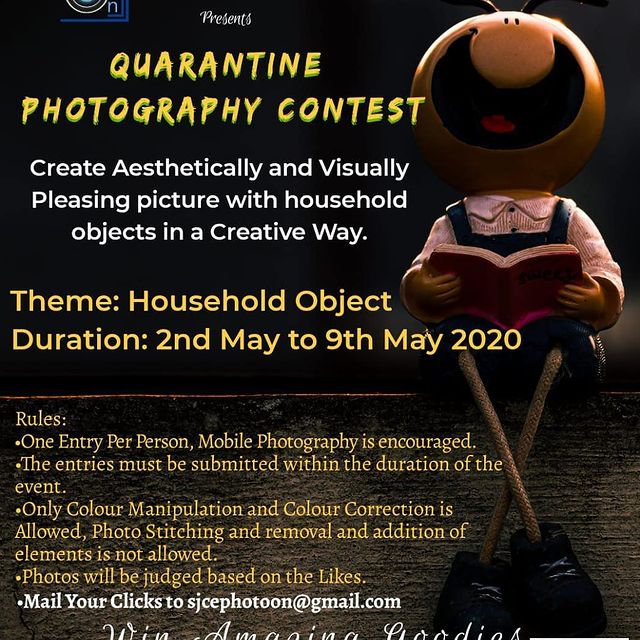 n
Presents
QUARANTINE
PHOTOGRAPHY CONTEST
Create Aesthetically and Visually
Pleasing picture with household
objects in a Creative Way.
Theme: Household Object
Duration: 2nd May to 9th May 2020
Rules:
•One Entry Per Person, Mobile Photography is encouraged.
•The entries must be submitted within the duration of the
event.
•Only Colour Manipulation and Colour Correction is
Allowed, Photo Stitching and removal and addition of
elements is not allowed.
•Photos will be judged based on the Likes.
•Mail Your Clicks to sjcephotoon@gmail.com
Win Amazing Goodies